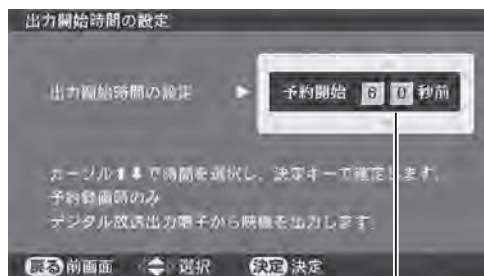 出力開始時間の設定
出力開始時間の設定 ▶ 予約開始 6 0 秒前
カーソル⬆⬇で時間を選択し、決定キーで確定します。
予約録画時のみ
デジタル放送出力端子から映像を出力します。
戻る 前画面 選択 決定 決定